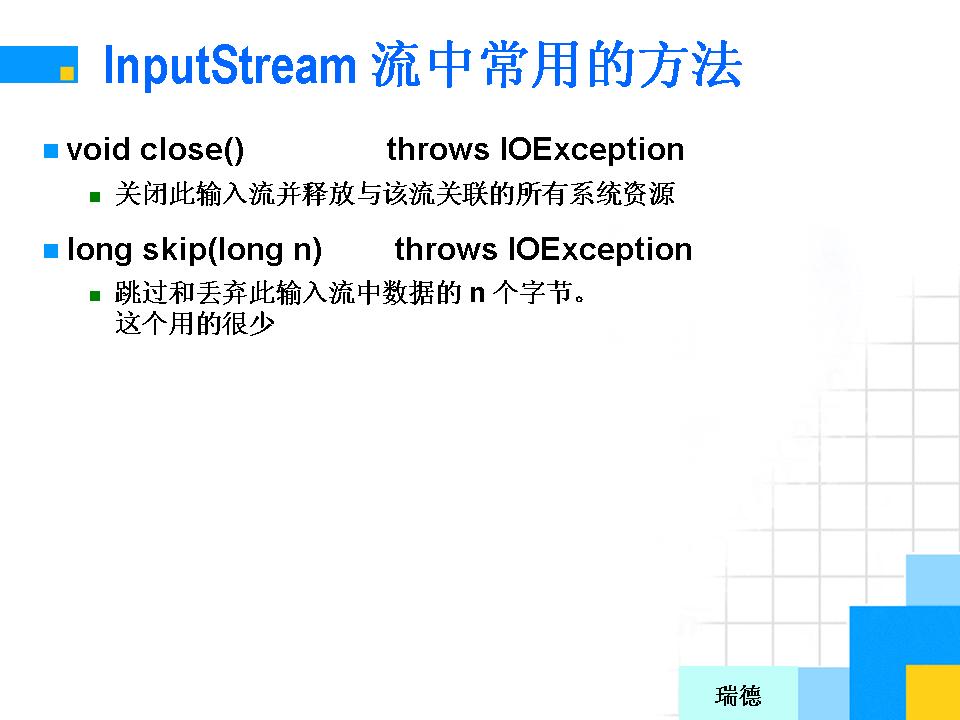 InputStream 流中常用的方法
void close() throws IOException
关闭此输入流并释放与该流关联的所有系统资源
long skip(long n) throws IOException
跳过和丢弃此输入流中数据的 n 个字节。
这个用的很少
瑞德